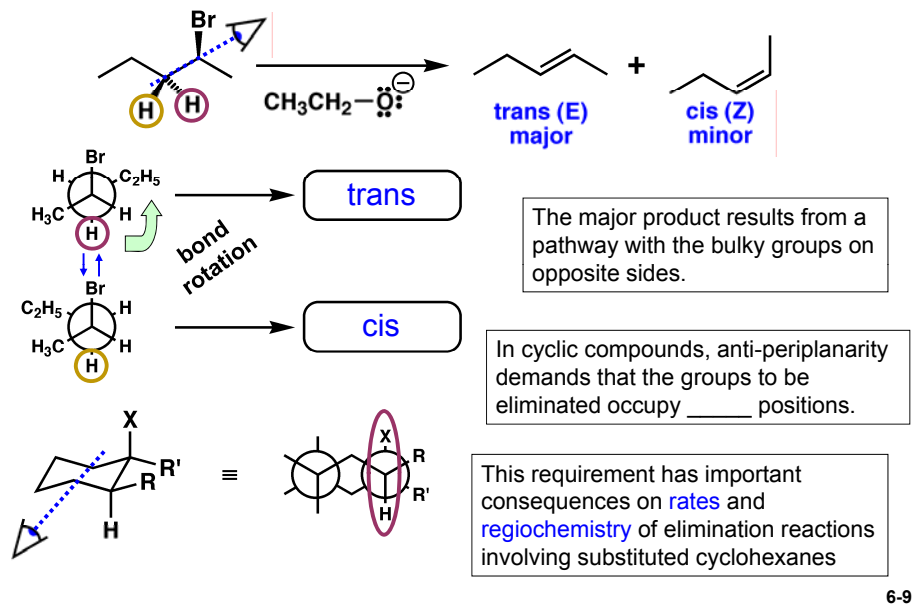 Br
H
H
CH₃CH₂–O:
trans (E)
major
+
cis (Z)
minor
Br
H
C₂H₅
H₃C
H
H
trans
bond
rotation
The major product results from a
pathway with the bulky groups on
opposite sides.
Br
C₂H₅
H
H₃C
H
H
cis
In cyclic compounds, anti-periplanarity
demands that the groups to be
eliminated occupy _____ positions.
X
R'
R
H
≡
X
R
R'
H
This requirement has important
consequences on rates and
regiochemistry of elimination reactions
involving substituted cyclohexanes
6-9